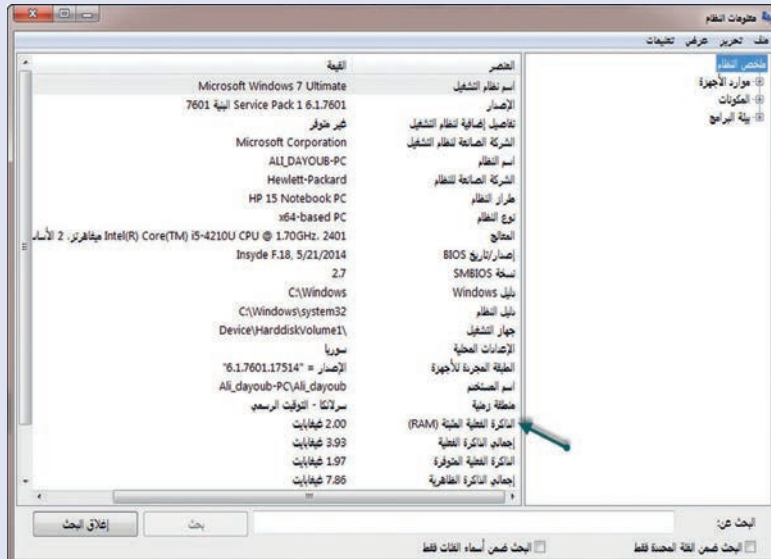 معلومات النظام
ملف تحرير عرض تعليمات
ملخص النظام
موارد الأجهزة
المكونات
بيئة البرامج
العنصر القيمة
اسم نظام التشغيل Microsoft Windows 7 Ultimate
الإصدار 6.1.7601 Service Pack 1 البنية 7601
تفاصيل إضافية لنظام التشغيل غير متوفر
الشركة الصانعة لنظام التشغيل Microsoft Corporation
اسم النظام ALI_DAYOUB-PC
الشركة الصانعة للنظام Hewlett-Packard
طراز النظام HP 15 Notebook PC
نوع النظام x64-based PC
المعالج Intel(R) Core(TM) i5-4210U CPU @ 1.70GHz، 2401 ميغاهرتز، 2 الأساس
إصدار/تاريخ BIOS Insyde F.18, 5/21/2014
نسخة SMBIOS 2.7
دليل Windows C:\Windows
دليل النظام C:\Windows\system32
جهاز التشغيل \Device\HarddiskVolume1
الإعدادات المحلية سوريا
الطبقة المجردة للأجهزة الإصدار = "6.1.7601.17514"
اسم المستخدم Ali_dayoub-PC\Ali_dayoub
منطقة زمنية سرلانكا - التوقيت الرسمي
الذاكرة الفعلية المثبتة (RAM) 2.00 غيغابايت
إجمالي الذاكرة الفعلية 3.93 غيغابايت
الذاكرة الفعلية المتوفرة 1.97 غيغابايت
إجمالي الذاكرة الظاهرية 7.86 غيغابايت
البحث عن: بحث إغلاق البحث
البحث ضمن الفئة المحددة فقط البحث ضمن أسماء الفئات فقط